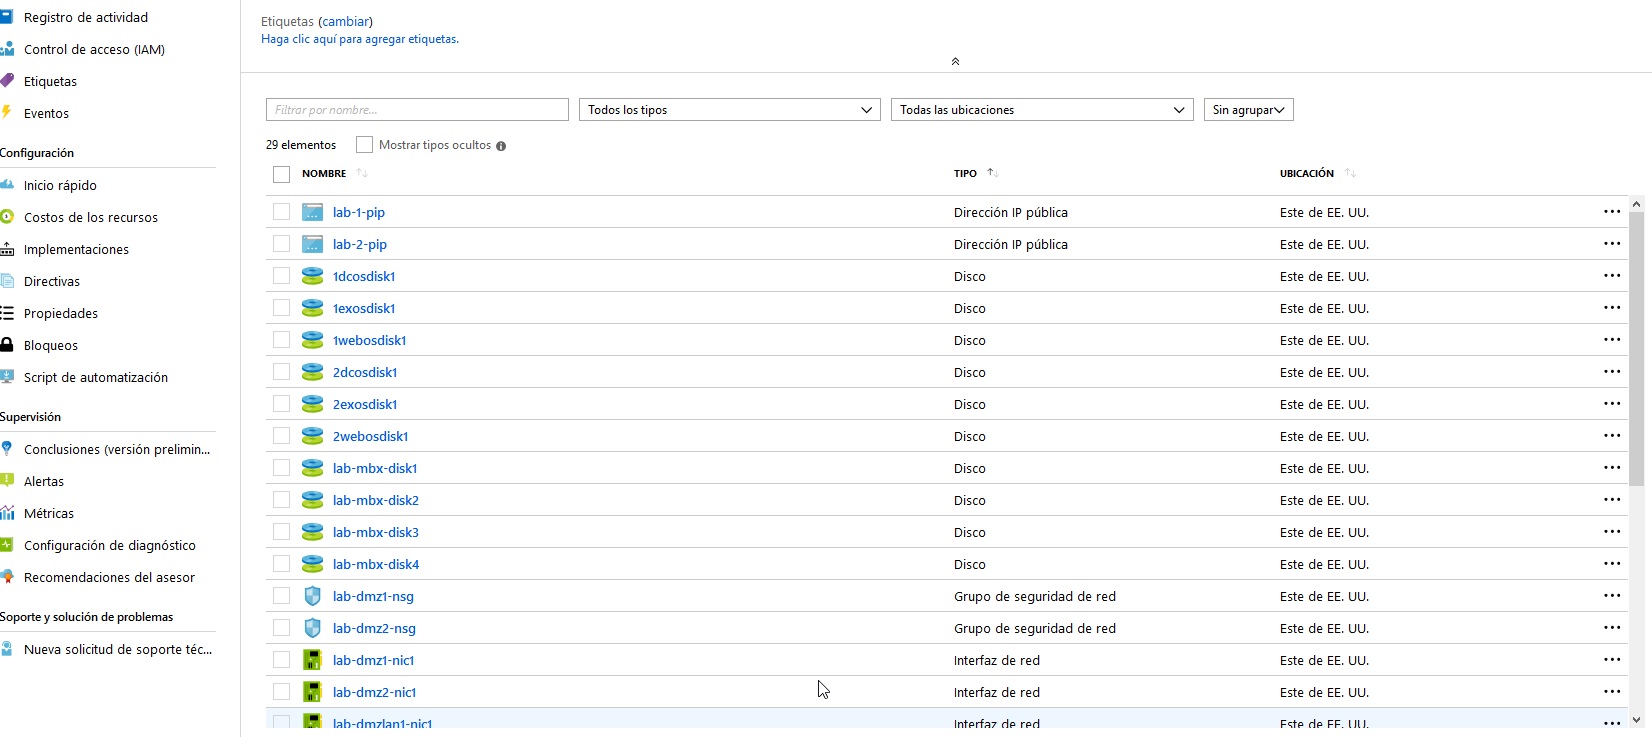 Registro de actividad
Control de acceso (IAM)
Etiquetas
Eventos
Configuración
Inicio rápido
Costos de los recursos
Implementaciones
Directivas
Propiedades
Bloqueos
Script de automatización
Supervisión
Conclusiones (versión prelimin...
Alertas
Métricas
Configuración de diagnóstico
Recomendaciones del asesor
Soporte y solución de problemas
Nueva solicitud de soporte téc...
Etiquetas (cambiar)
Haga clic aquí para agregar etiquetas.
Filtrar por nombre... Todos los tipos Todas las ubicaciones Sin agrupar
29 elementos Mostrar tipos ocultos
NOMBRE TIPO UBICACIÓN
lab-1-pip Dirección IP pública Este de EE. UU.
lab-2-pip Dirección IP pública Este de EE. UU.
1dcosdisk1 Disco Este de EE. UU.
1exosdisk1 Disco Este de EE. UU.
1webosdisk1 Disco Este de EE. UU.
2dcosdisk1 Disco Este de EE. UU.
2exosdisk1 Disco Este de EE. UU.
2webosdisk1 Disco Este de EE. UU.
lab-mbx-disk1 Disco Este de EE. UU.
lab-mbx-disk2 Disco Este de EE. UU.
lab-mbx-disk3 Disco Este de EE. UU.
lab-mbx-disk4 Disco Este de EE. UU.
lab-dmz1-nsg Grupo de seguridad de red Este de EE. UU.
lab-dmz2-nsg Grupo de seguridad de red Este de EE. UU.
lab-dmz1-nic1 Interfaz de red Este de EE. UU.
lab-dmz2-nic1 Interfaz de red Este de EE. UU.
lab-dmzlan1-nic1 Interfaz de red Este de EE. UU.